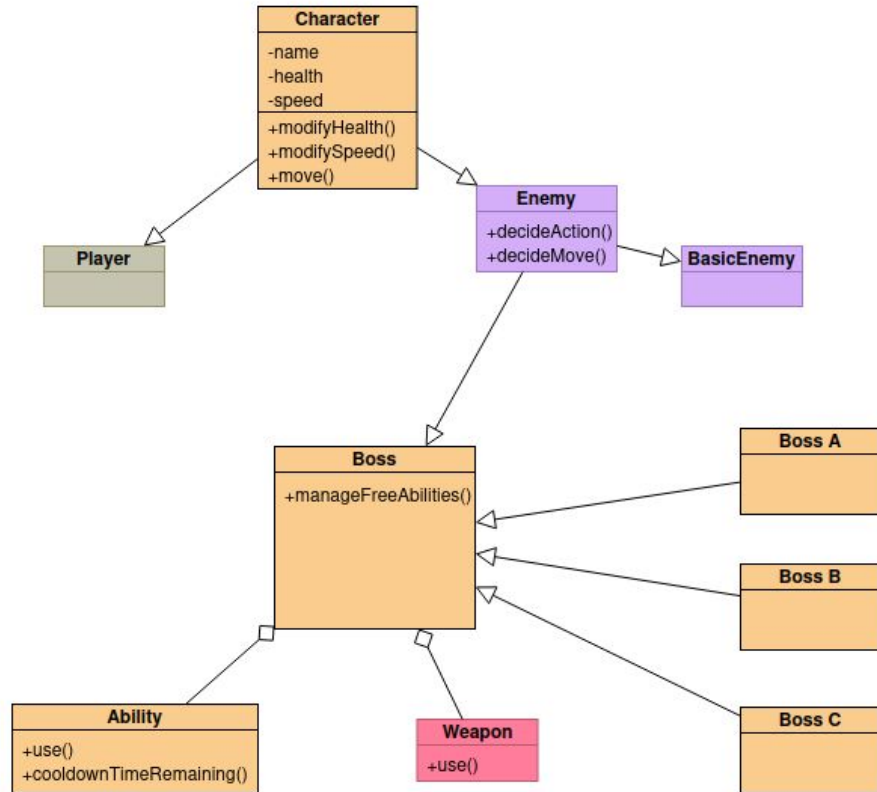 Character
-name
-health
-speed
+modifyHealth()
+modifySpeed()
+move()
Player
Enemy
+decideAction()
+decideMove()
BasicEnemy
Boss
+manageFreeAbilities()
Boss A
Boss B
Boss C
Ability
+use()
+cooldownTimeRemaining()
Weapon
+use()